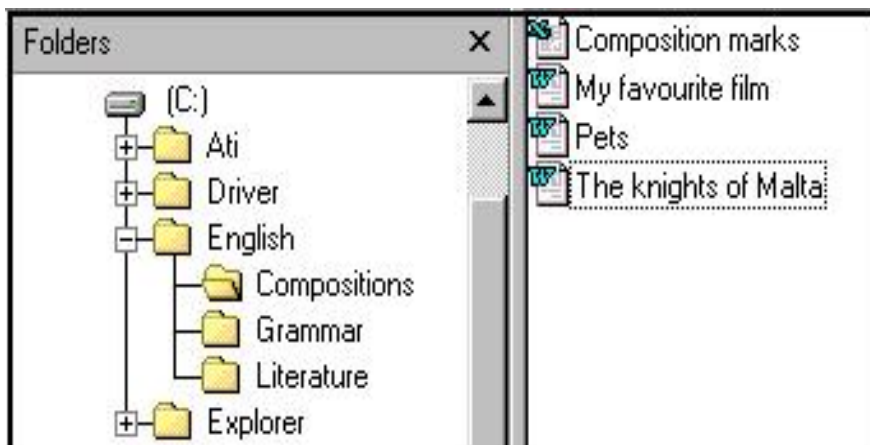 Folders
(C:)
Ati
Driver
English
Compositions
Grammar
Literature
Explorer
Composition marks
My favourite film
Pets
The knights of Malta